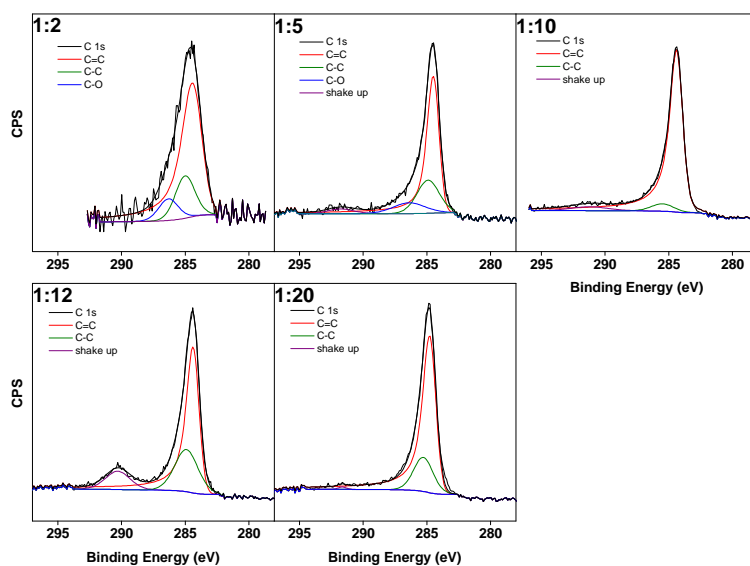 1:2
C 1s
C=C
C-C
C-O
CPS
295 290 285 280
1:5
C 1s
C=C
C-C
C-O
shake up
295 290 285 280
1:10
C 1s
C=C
C-C
shake up
295 290 285 280
Binding Energy (eV)
1:12
C 1s
C=C
C-C
shake up
CPS
295 290 285 280
Binding Energy (eV)
1:20
C 1s
C=C
C-C
shake up
295 290 285 280
Binding Energy (eV)